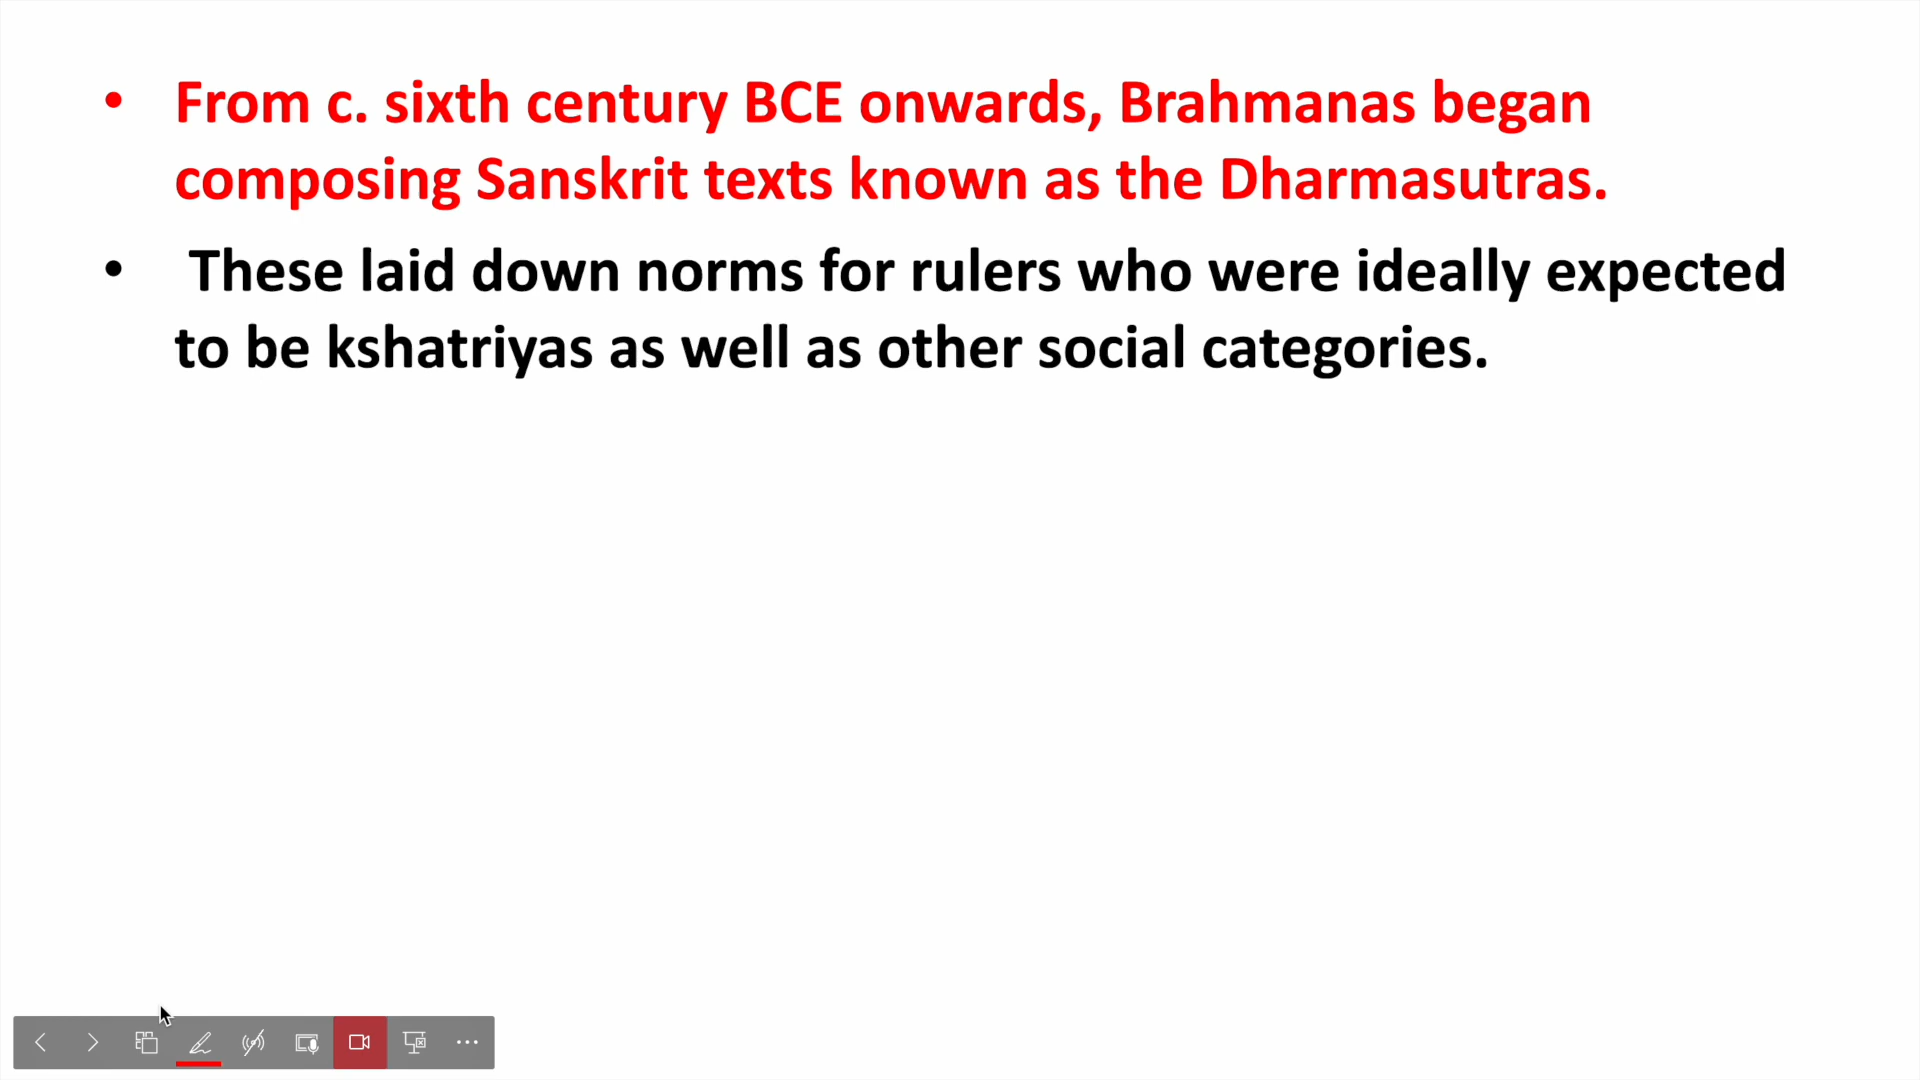 • From c. sixth century BCE onwards, Brahmanas began
composing Sanskrit texts known as the Dharmasutras.
• These laid down norms for rulers who were ideally expected
to be kshatriyas as well as other social categories.